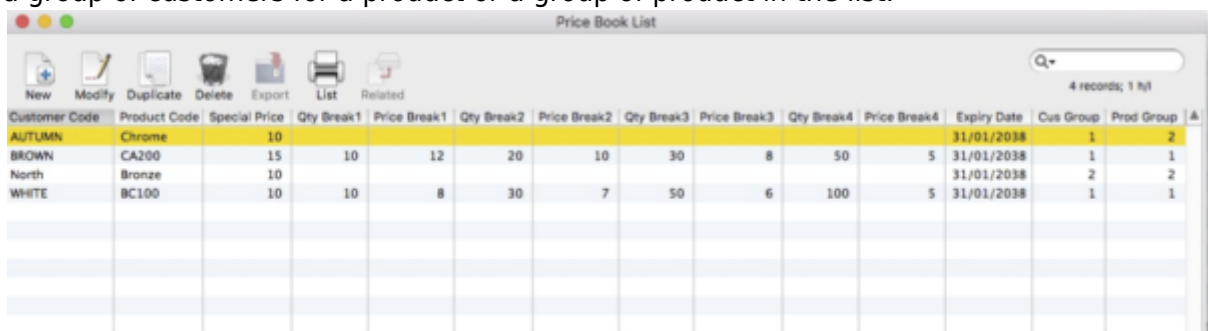 a group of customers for a product or a group of product in the list.
Price Book List
New Modify Duplicate Delete Export List Related
4 records; 1 h/l
Customer Code Product Code Special Price Qty Break1 Price Break1 Qty Break2 Price Break2 Qty Break3 Price Break3 Qty Break4 Price Break4 Expiry Date Cus Group Prod Group
AUTUMN Chrome 10 31/01/2038 1 2
BROWN CA200 15 10 12 20 10 30 8 50 5 31/01/2038 1 1
North Bronze 10 31/01/2038 2 2
WHITE BC100 10 10 8 30 7 50 6 100 5 31/01/2038 1 1